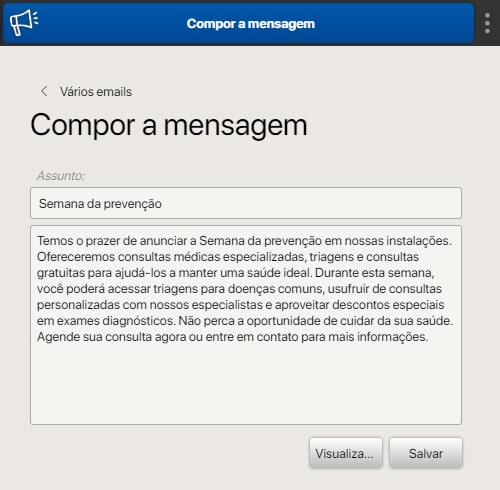 Compor a mensagem
Vários emails
Compor a mensagem
Assunto:
Semana da prevenção
Temos o prazer de anunciar a Semana da prevenção em nossas instalações.
Ofereceremos consultas médicas especializadas, triagens e consultas
gratuitas para ajudá-los a manter uma saúde ideal. Durante esta semana,
você poderá acessar triagens para doenças comuns, usufruir de consultas
personalizadas com nossos especialistas e aproveitar descontos especiais
em exames diagnósticos. Não perca a oportunidade de cuidar da sua saúde.
Agende sua consulta agora ou entre em contato para mais informações.
Visualiza... Salvar